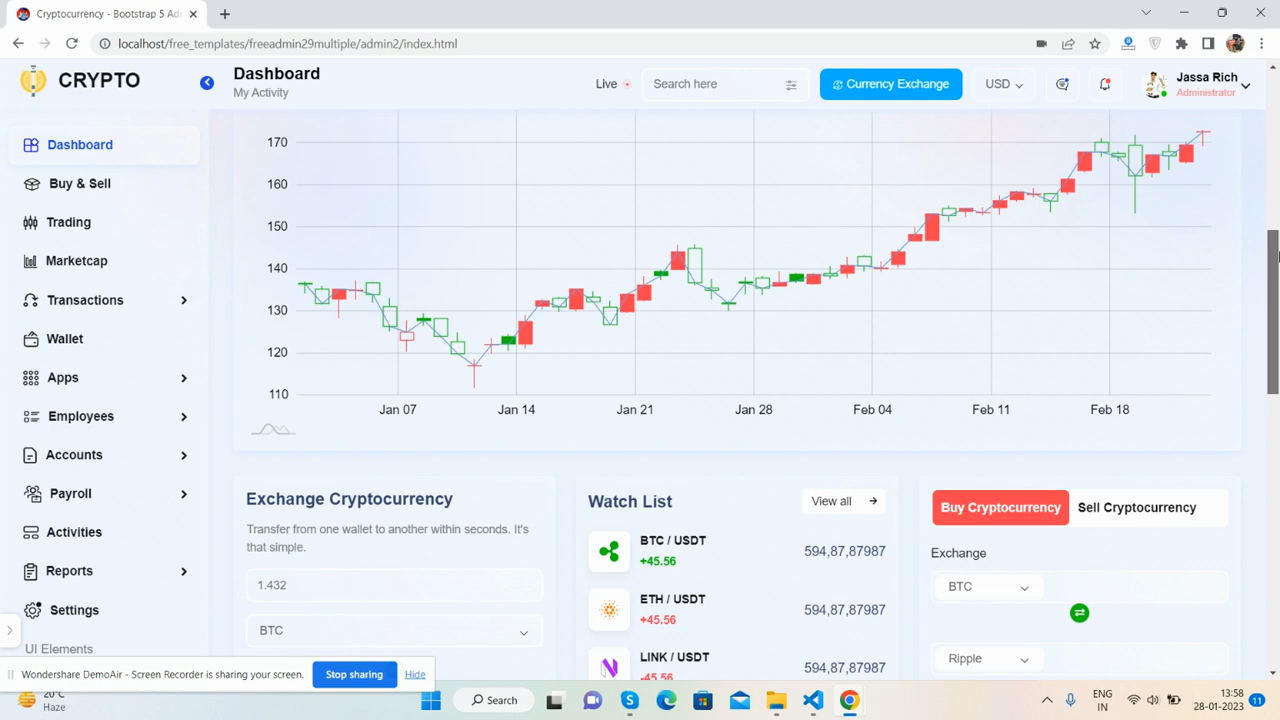 Cryptocurrency - Bootstrap 5 Ad
localhost/free_templates/freeadmin29multiple/admin2/index.html
CRYPTO
Dashboard
My Activity
Live
Search here
Currency Exchange
USD
Jassa Rich
Administrator
Dashboard
Buy & Sell
Trading
Marketcap
Transactions
Wallet
Apps
Employees
Accounts
Payroll
Activities
Reports
Settings
UI Elements
170
160
150
140
130
120
110
Jan 07 Jan 14 Jan 21 Jan 28 Feb 04 Feb 11 Feb 18
Exchange Cryptocurrency
Transfer from one wallet to another within seconds. It's
that simple.
1.432
BTC
Watch List
View all
BTC / USDT
+45.56
594,87,87987
ETH / USDT
+45.56
594,87,87987
LINK / USDT
-45.56
594,87,87987
Buy Cryptocurrency
Sell Cryptocurrency
Exchange
BTC
Ripple
Wondershare DemoAir - Screen Recorder is sharing your screen.
Stop sharing
Hide
20°C
Haze
Search
ENG
IN
13:58
28-01-2023
11